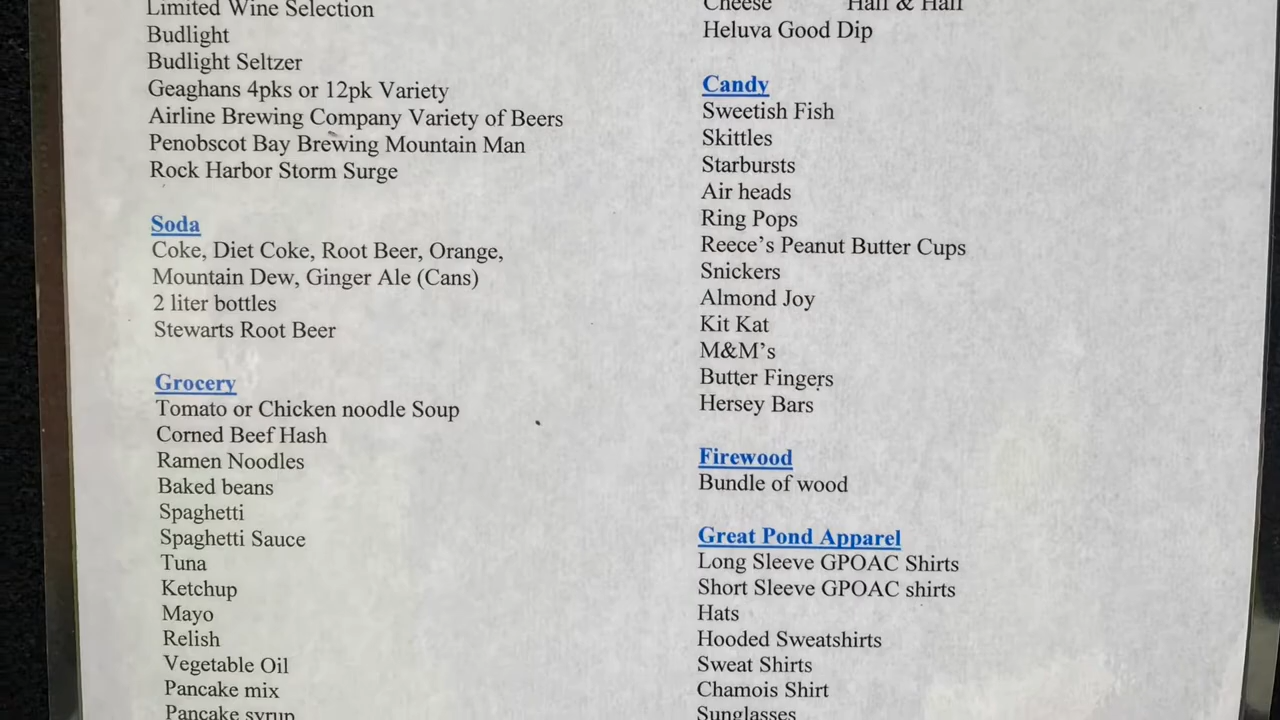 Limited Wine Selection
Budlight
Budlight Seltzer
Geaghans 4pks or 12pk Variety
Airline Brewing Company Variety of Beers
Penobscot Bay Brewing Mountain Man
Rock Harbor Storm Surge
Soda
Coke, Diet Coke, Root Beer, Orange,
Mountain Dew, Ginger Ale (Cans)
2 liter bottles
Stewarts Root Beer
Grocery
Tomato or Chicken noodle Soup
Corned Beef Hash
Ramen Noodles
Baked beans
Spaghetti
Spaghetti Sauce
Tuna
Ketchup
Mayo
Relish
Vegetable Oil
Pancake mix
Pancake syrup
Cheese Half & Half
Heluva Good Dip
Candy
Sweetish Fish
Skittles
Starbursts
Air heads
Ring Pops
Reece's Peanut Butter Cups
Snickers
Almond Joy
Kit Kat
M&M's
Butter Fingers
Hersey Bars
Firewood
Bundle of wood
Great Pond Apparel
Long Sleeve GPOAC Shirts
Short Sleeve GPOAC shirts
Hats
Hooded Sweatshirts
Sweat Shirts
Chamois Shirt
Sunglasses